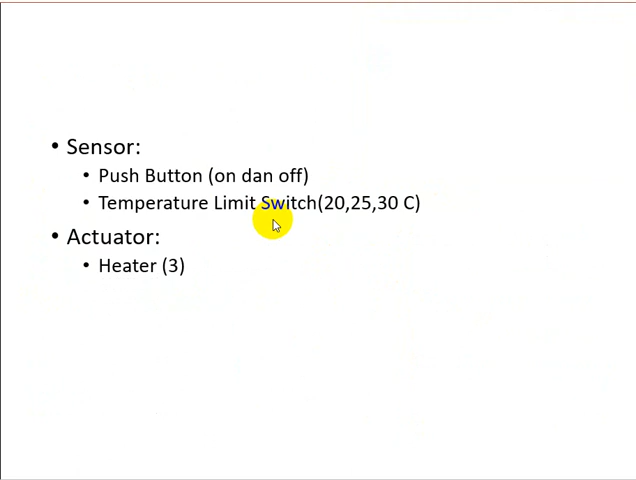 • Sensor:
• Push Button (on dan off)
• Temperature Limit Switch(20,25,30 C)
• Actuator:
• Heater (3)